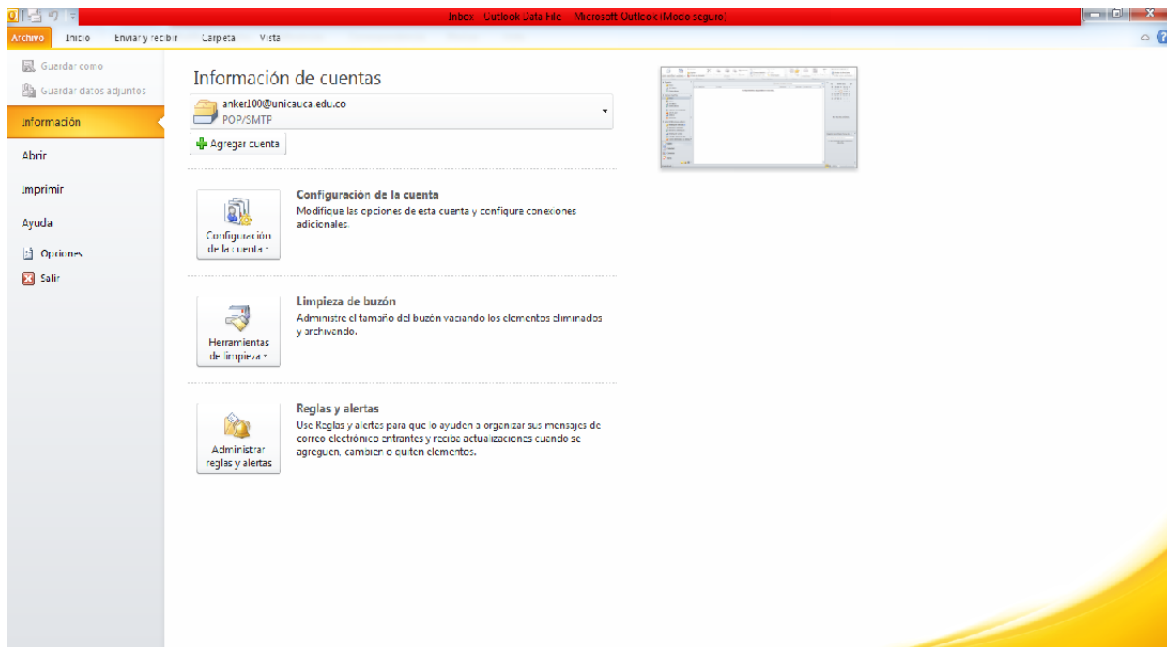 Inbox - Outlook Data File - Microsoft Outlook (Modo seguro)
Archivo Inicio Enviar y recibir Carpeta Vista
Guardar como
Guardar datos adjuntos
Información
Abrir
Imprimir
Ayuda
Opciones
Salir
Información de cuentas
anker100@unicauca.edu.co
POP/SMTP
Agregar cuenta
Configuración de la cuenta
Modifique las opciones de esta cuenta y configure conexiones
adicionales.
Configuración
de la cuenta
Limpieza de buzón
Administre el tamaño del buzón vaciando los elementos eliminados
y archivando.
Herramientas
de limpieza
Reglas y alertas
Use Reglas y alertas para que lo ayuden a organizar sus mensajes de
correo electrónico entrantes y reciba actualizaciones cuando se
agreguen, cambien o quiten elementos.
Administrar
reglas y alertas